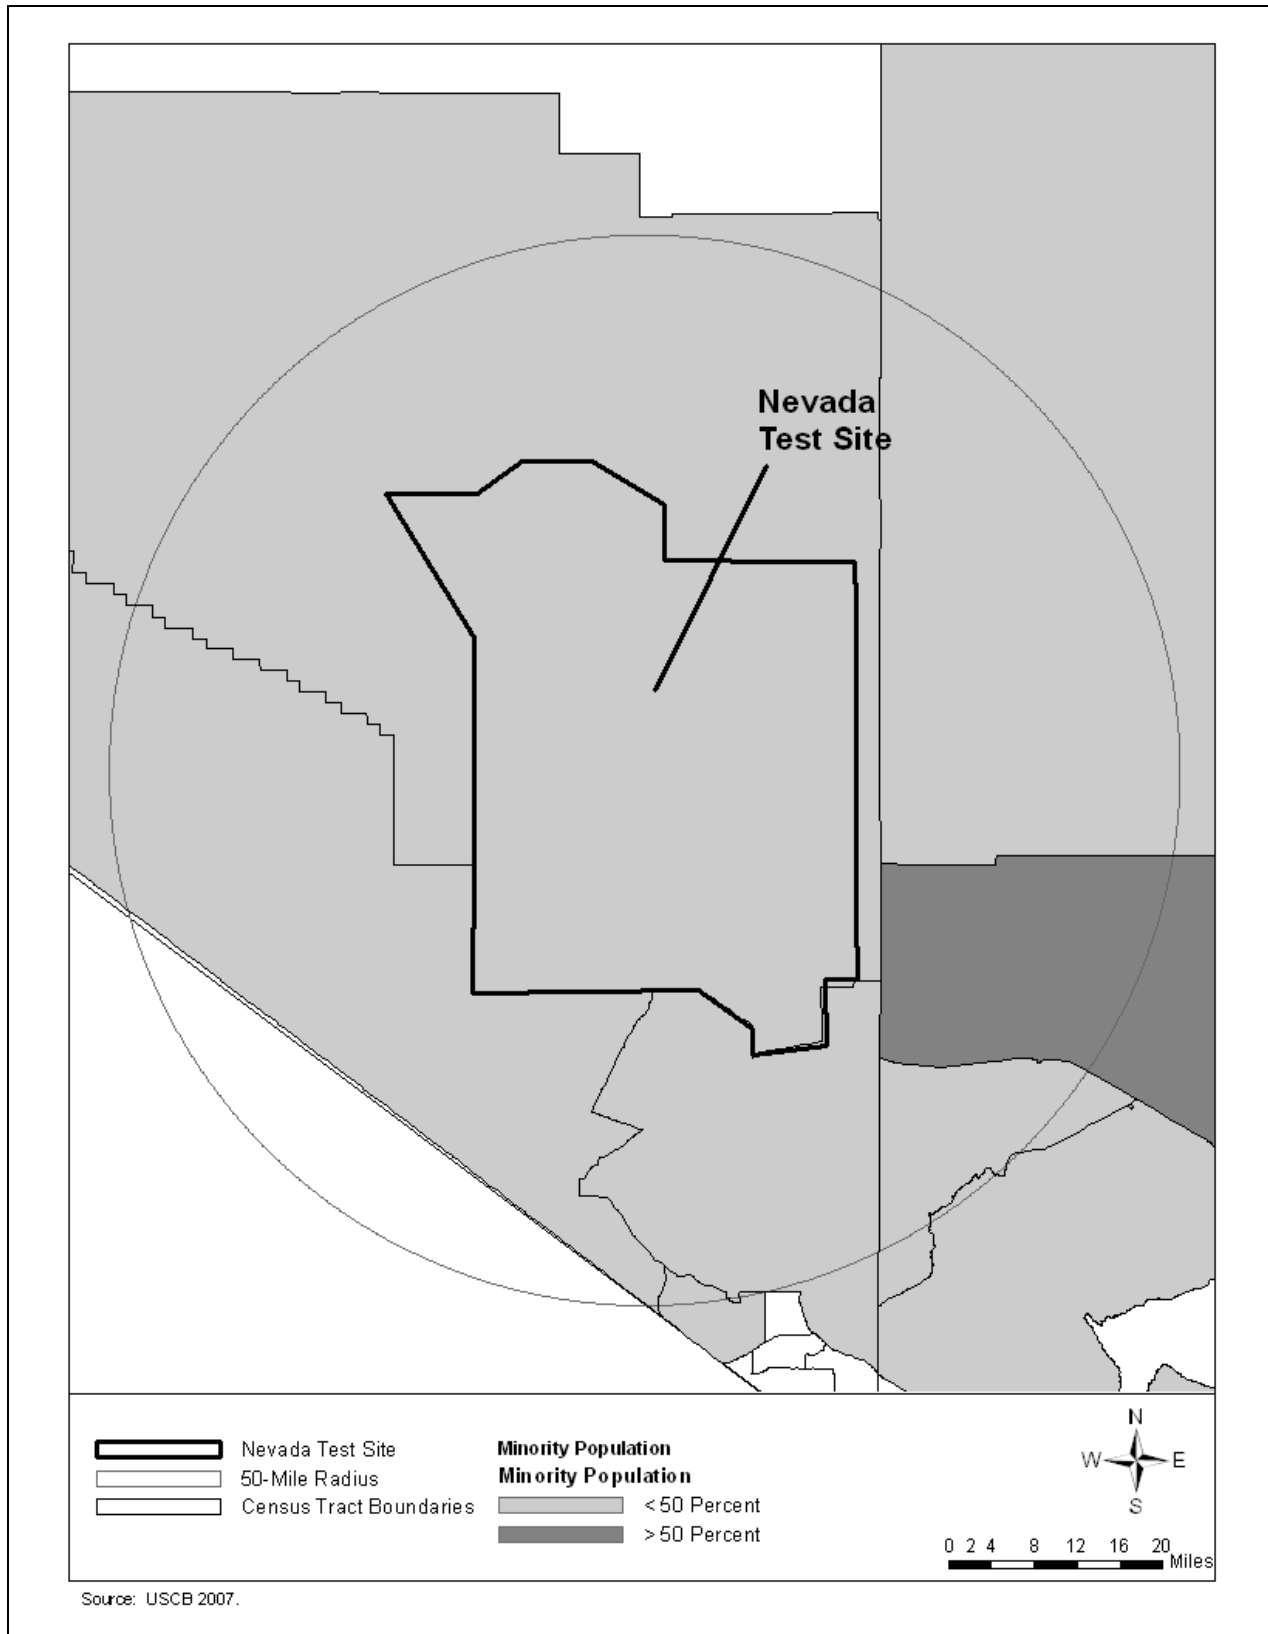 Nevada
Test Site
Nevada Test Site
50-Mile Radius
Census Tract Boundaries
Minority Population
Minority Population
< 50 Percent
> 50 Percent
N
W E
S
0 2 4 8 12 16 20
Miles
Source: USCB 2007.